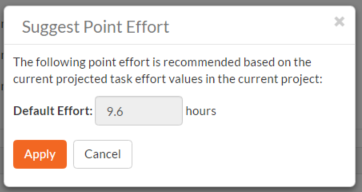 Suggest Point Effort ×
The following point effort is recommended based on the
current projected task effort values in the current project:
Default Effort: 9.6 hours
Apply Cancel